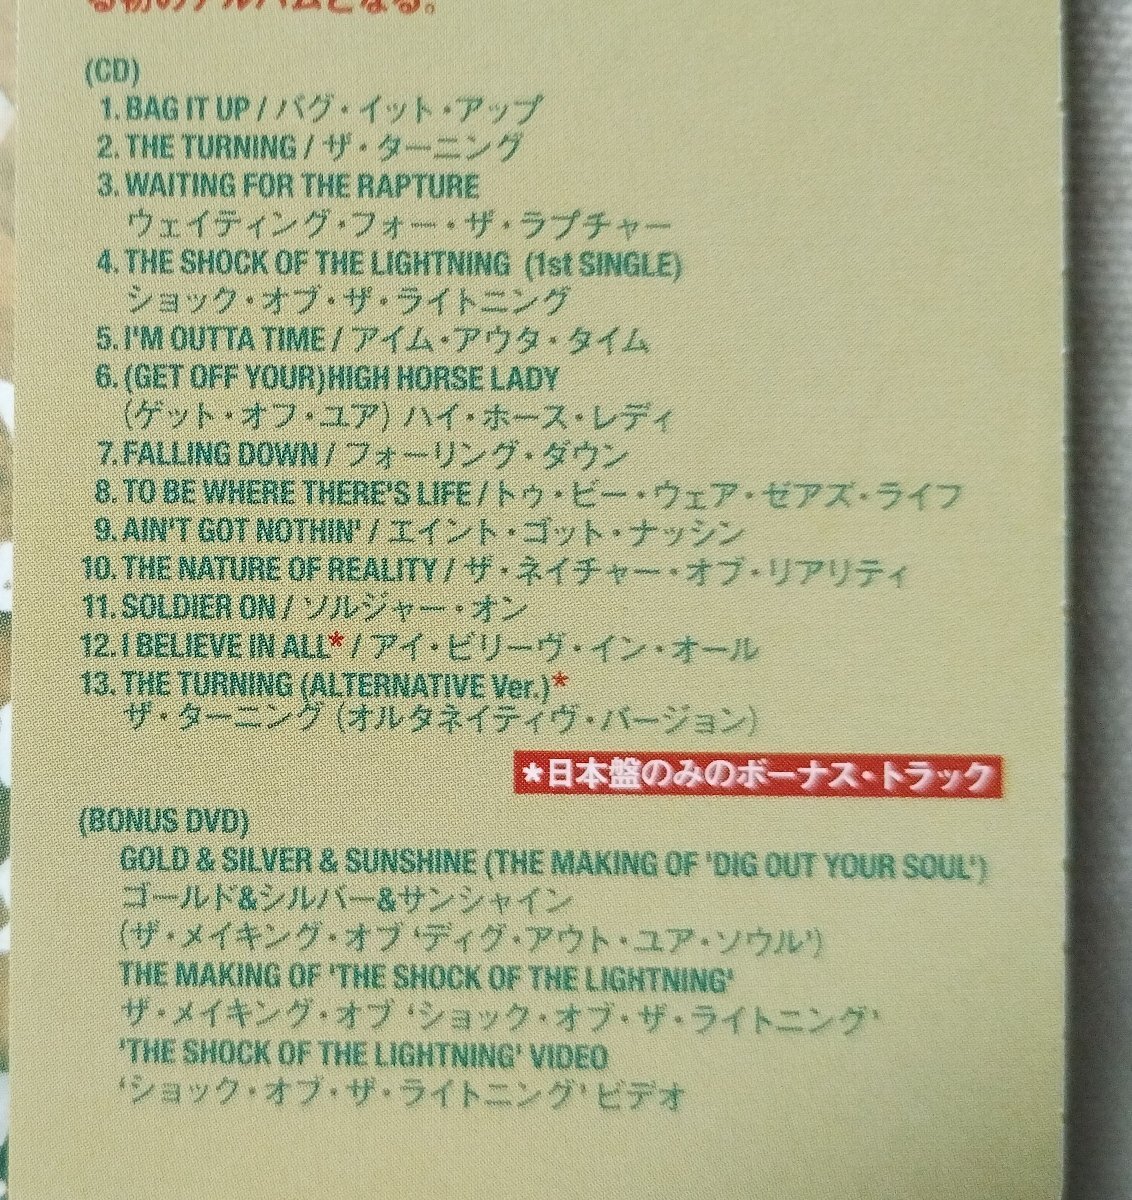 る初のアルバムとなる。
(CD)
1. BAG IT UP / バグ・イット・アップ
2. THE TURNING / ザ・ターニング
3. WAITING FOR THE RAPTURE
ウェイティング・フォー・ザ・ラプチャー
4. THE SHOCK OF THE LIGHTNING (1st SINGLE)
ショック・オブ・ザ・ライトニング
5. I'M OUTTA TIME / アイム・アウタ・タイム
6. (GET OFF YOUR)HIGH HORSE LADY
(ゲット・オフ・ユア) ハイ・ホース・レディ
7. FALLING DOWN / フォーリング・ダウン
8. TO BE WHERE THERE'S LIFE / トゥ・ビー・ウェア・ゼアズ・ライフ
9. AIN'T GOT NOTHIN' / エイント・ゴット・ナッシン
10. THE NATURE OF REALITY / ザ・ネイチャー・オブ・リアリティ
11. SOLDIER ON / ソルジャー・オン
12. I BELIEVE IN ALL* / アイ・ビリーヴ・イン・オール
13. THE TURNING (ALTERNATIVE Ver.)*
ザ・ターニング (オルタネイティヴ・バージョン)
*日本盤のみのボーナス・トラック
(BONUS DVD)
GOLD & SILVER & SUNSHINE (THE MAKING OF 'DIG OUT YOUR SOUL')
ゴールド&シルバー&サンシャイン
(ザ・メイキング・オブ 'ディグ・アウト・ユア・ソウル')
THE MAKING OF 'THE SHOCK OF THE LIGHTNING'
ザ・メイキング・オブ 'ショック・オブ・ザ・ライトニング'
'THE SHOCK OF THE LIGHTNING' VIDEO
'ショック・オブ・ザ・ライトニング' ビデオ